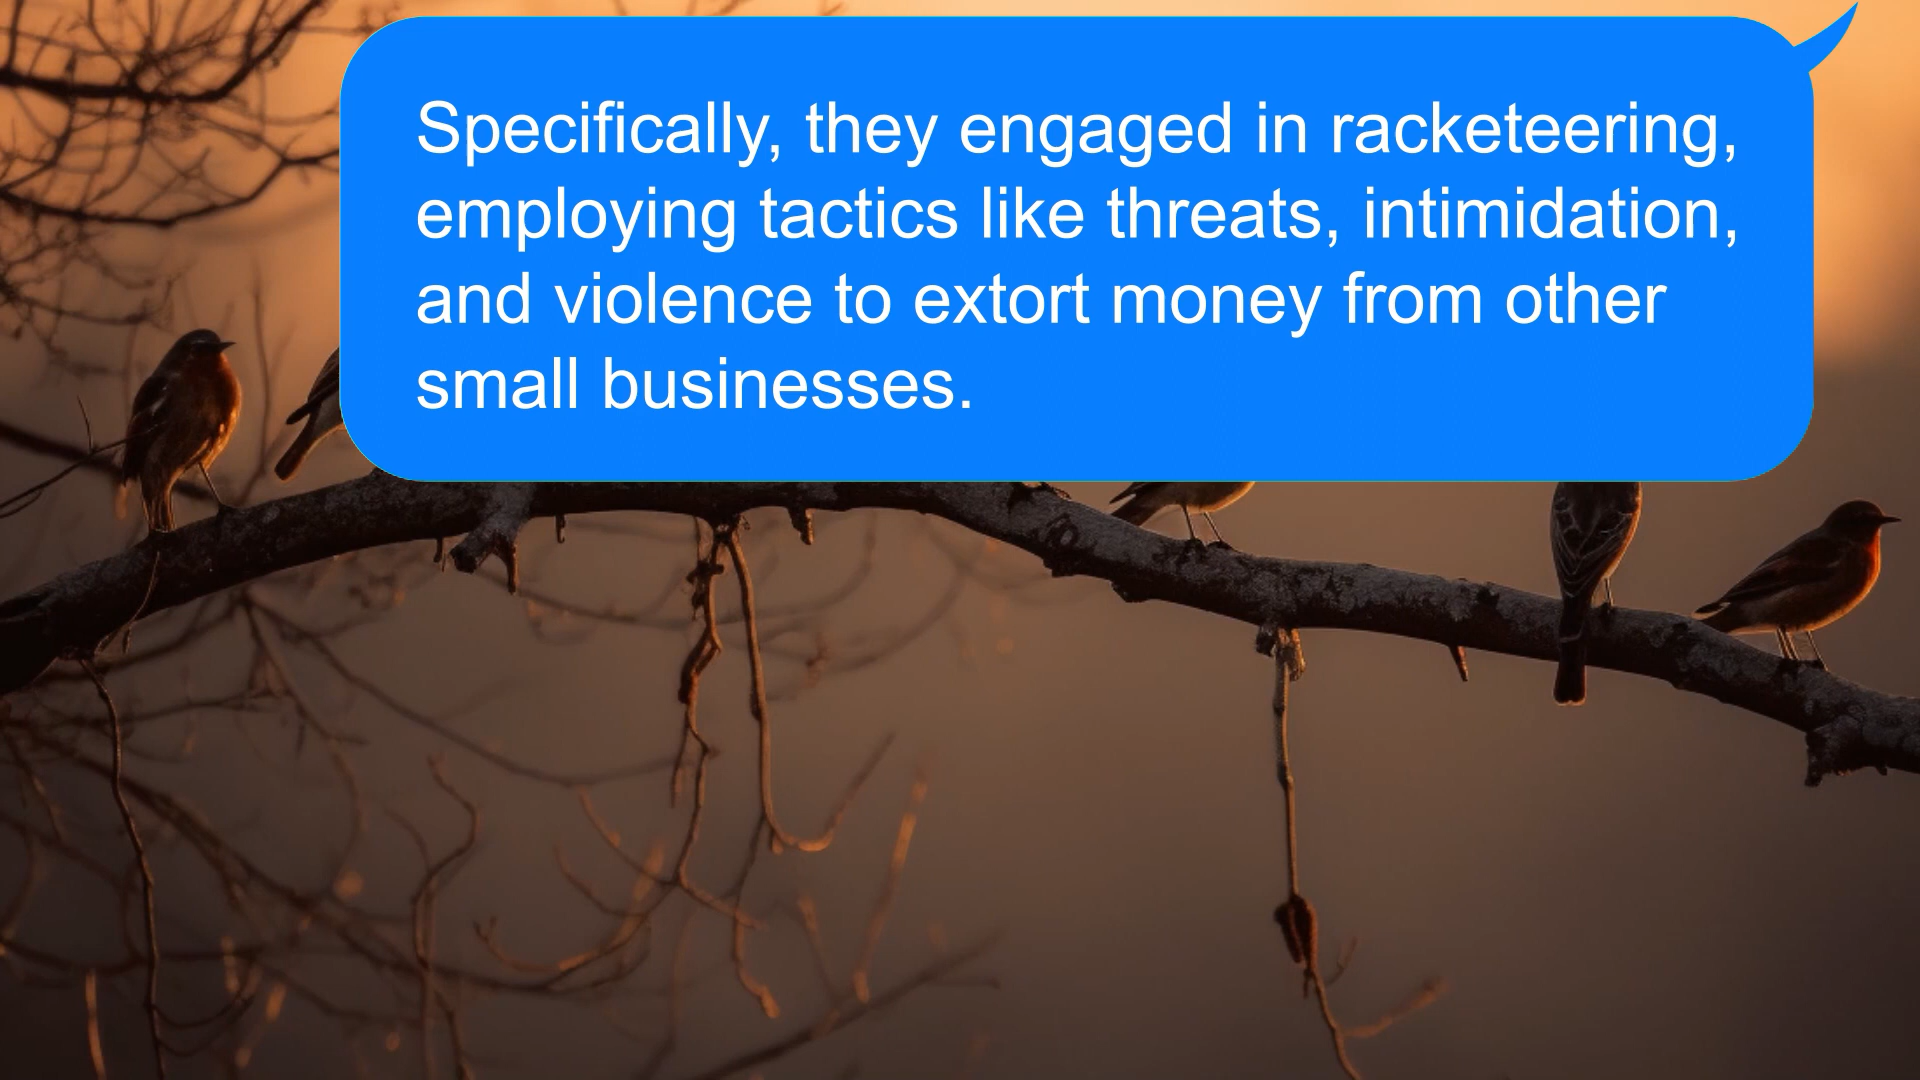 Specifically, they engaged in racketeering,
employing tactics like threats, intimidation,
and violence to extort money from other
small businesses.